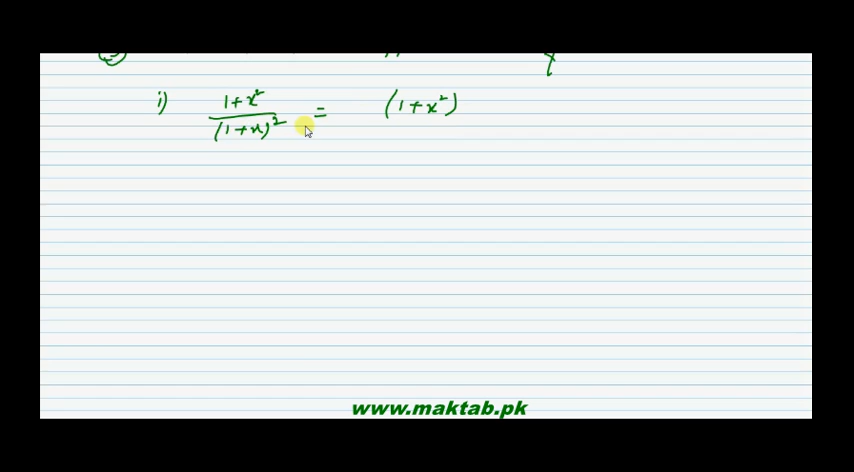 i) (1+x²)/(1+x)² = (1+x²)
www.maktab.pk